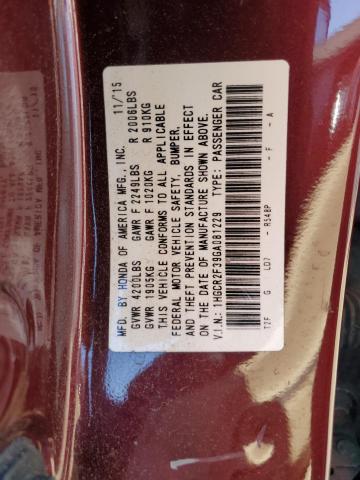 MFD. BY HONDA OF AMERICA MFG., INC. 11/'15
GVWR 4200LBS GAWR F 2249LBS R 2006LBS
GVWR 1905KG GAWR F 1020KG R 910KG
THIS VEHICLE CONFORMS TO ALL APPLICABLE
FEDERAL MOTOR VEHICLE SAFETY, BUMPER,
AND THEFT PREVENTION STANDARDS IN EFFECT
ON THE DATE OF MANUFACTURE SHOWN ABOVE.
V.I.N.: 1HGCR2F39GA081229 TYPE: PASSENGER CAR
T2F G LD7 - R548P - F - A